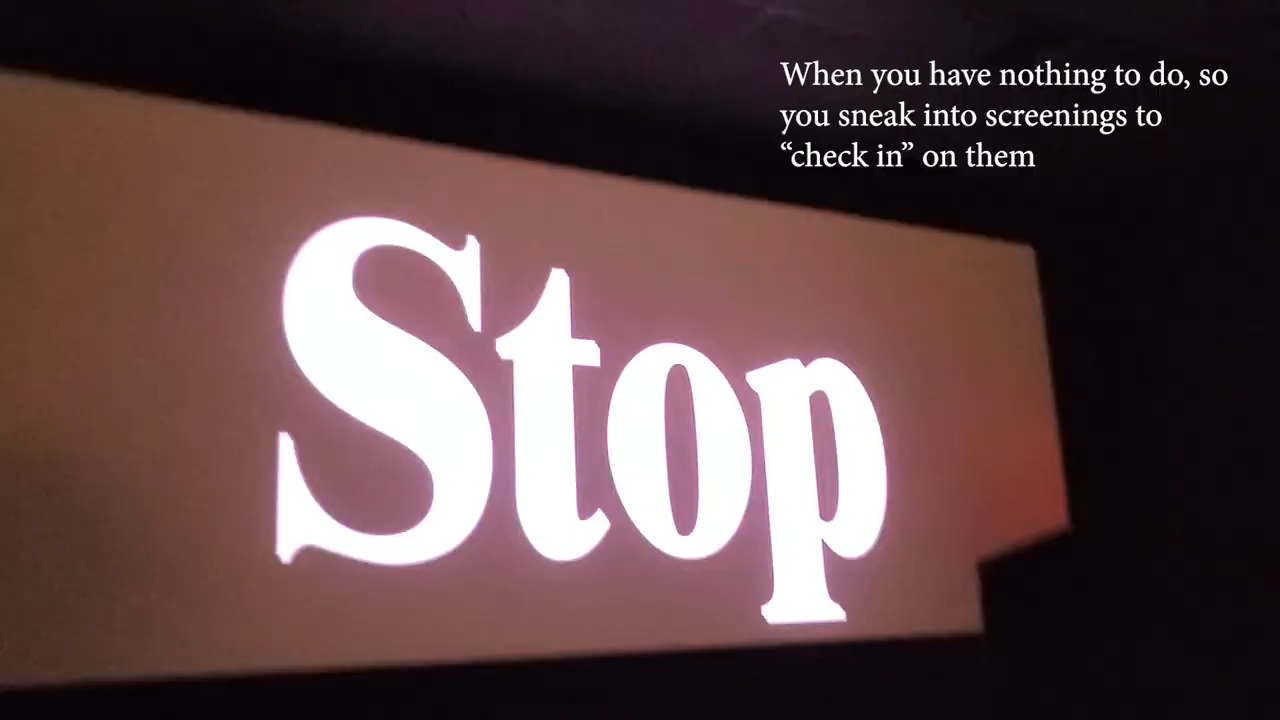 When you have nothing to do, so
you sneak into screenings to
“check in” on them
Stop